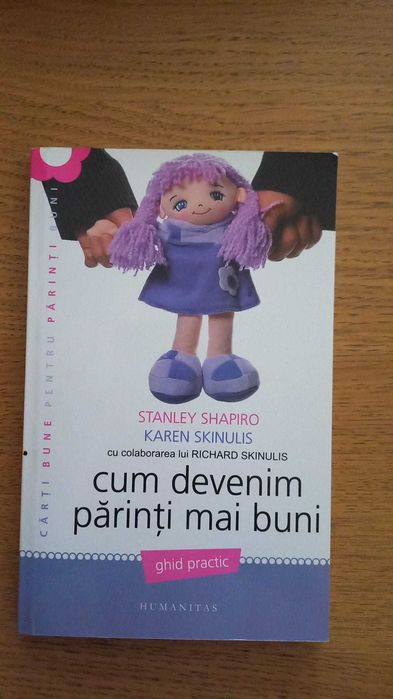 CĂRȚI BUNE PENTRU PĂRINȚI BUNI
STANLEY SHAPIRO
KAREN SKINULIS
cu colaborarea lui RICHARD SKINULIS
cum devenim
părinți mai buni
ghid practic
HUMANITAS